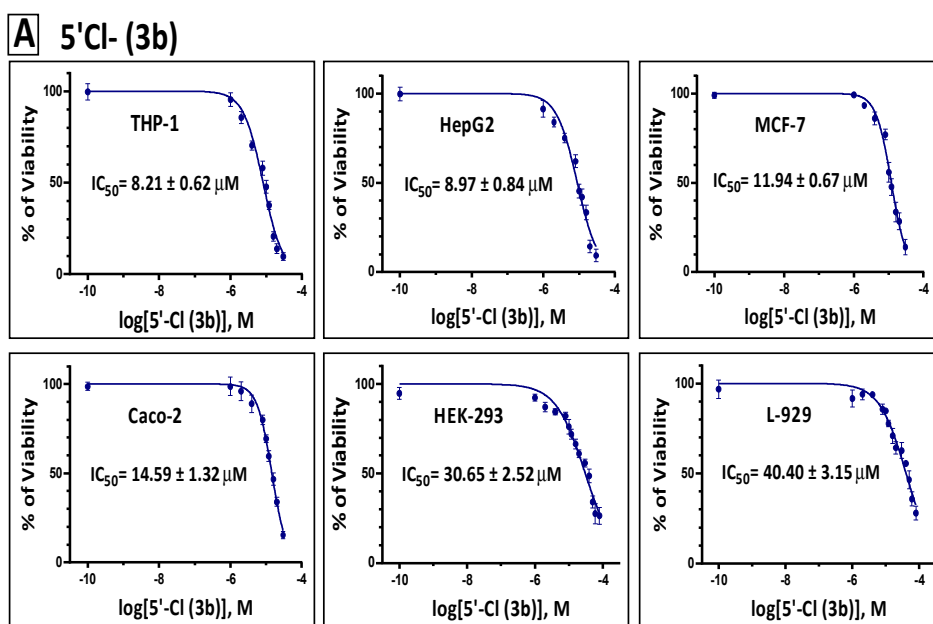 A 5'Cl- (3b)
% of Viability
100
50
0
THP-1
IC50= 8.21 ± 0.62 μM
-10 -8 -6 -4
log[5'-Cl (3b)], M
% of Viability
100
50
0
HepG2
IC50= 8.97 ± 0.84 μM
-10 -8 -6 -4
log[5'-Cl (3b)], M
% of Viability
100
50
0
MCF-7
IC50= 11.94 ± 0.67 μM
-10 -8 -6 -4
log[5'-Cl (3b)], M
% of Viability
100
50
0
Caco-2
IC50= 14.59 ± 1.32 μM
-10 -8 -6 -4
log[5'-Cl (3b)], M
% of Viability
100
50
0
HEK-293
IC50= 30.65 ± 2.52 μM
-10 -8 -6 -4
log[5'-Cl (3b)], M
% of Viability
100
50
0
L-929
IC50= 40.40 ± 3.15 μM
-10 -8 -6 -4
log[5'-Cl (3b)], M